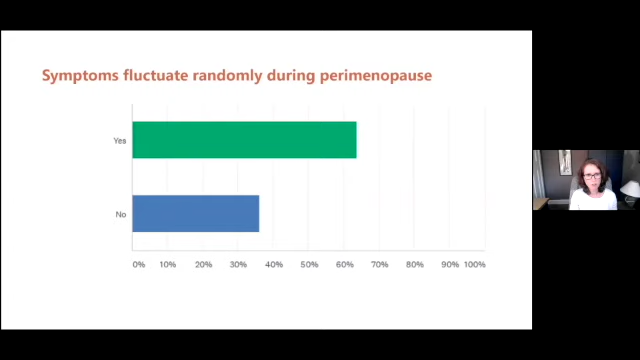 Symptoms fluctuate randomly during perimenopause
Yes
No
0% 10% 20% 30% 40% 50% 60% 70% 80% 90% 100%